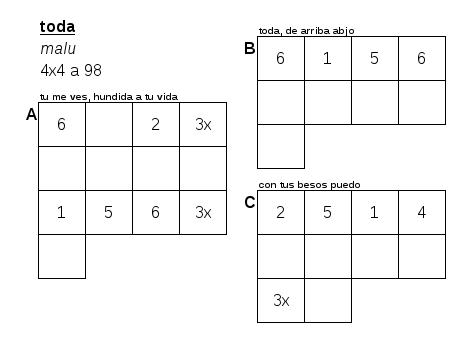 toda
malu
4x4 a 98
tu me ves, hundida a tu vida
A
6 2 3x
1 5 6 3x
toda, de arriba abjo
B
6 1 5 6
con tus besos puedo
C
2 5 1 4
3x